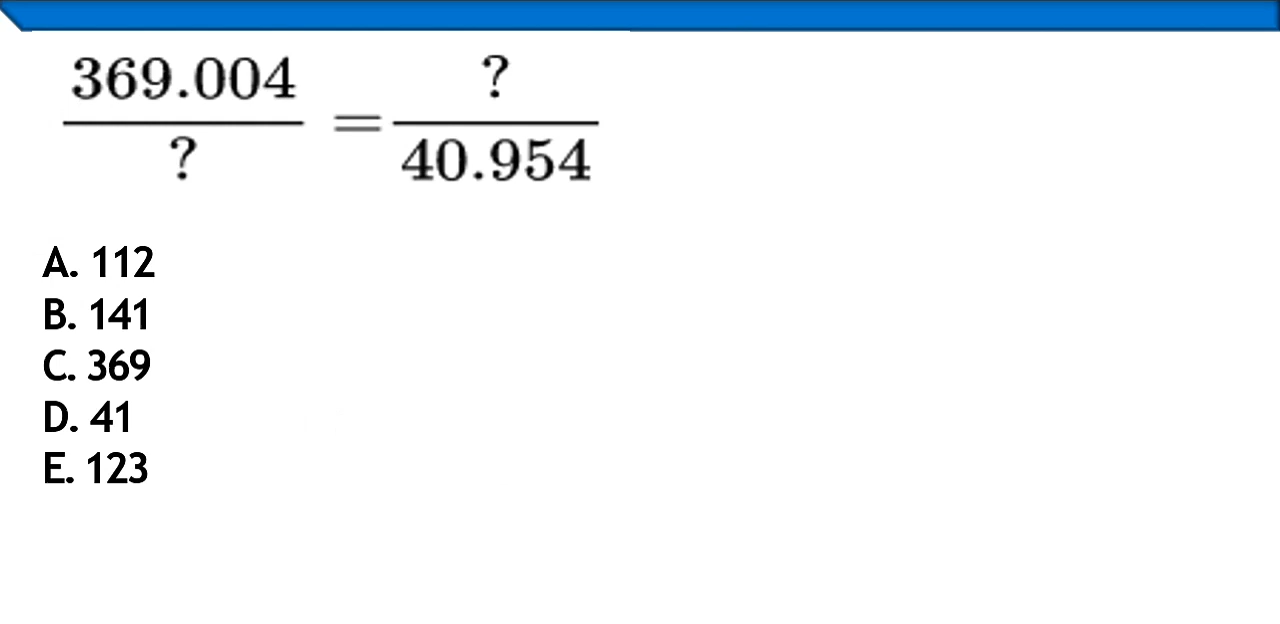 369.004 / ? = ? / 40.954
A. 112
B. 141
C. 369
D. 41
E. 123